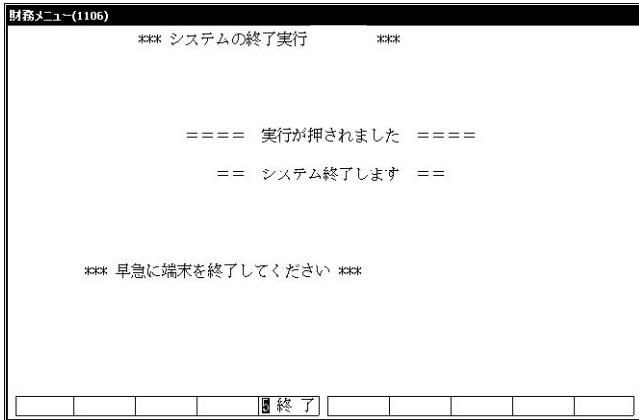 財務メニュー(1106)
*** システムの終了実行 ***
==== 実行が押されました ====
== システム終了します ==
*** 早急に端末を終了してください ***
5 終 了